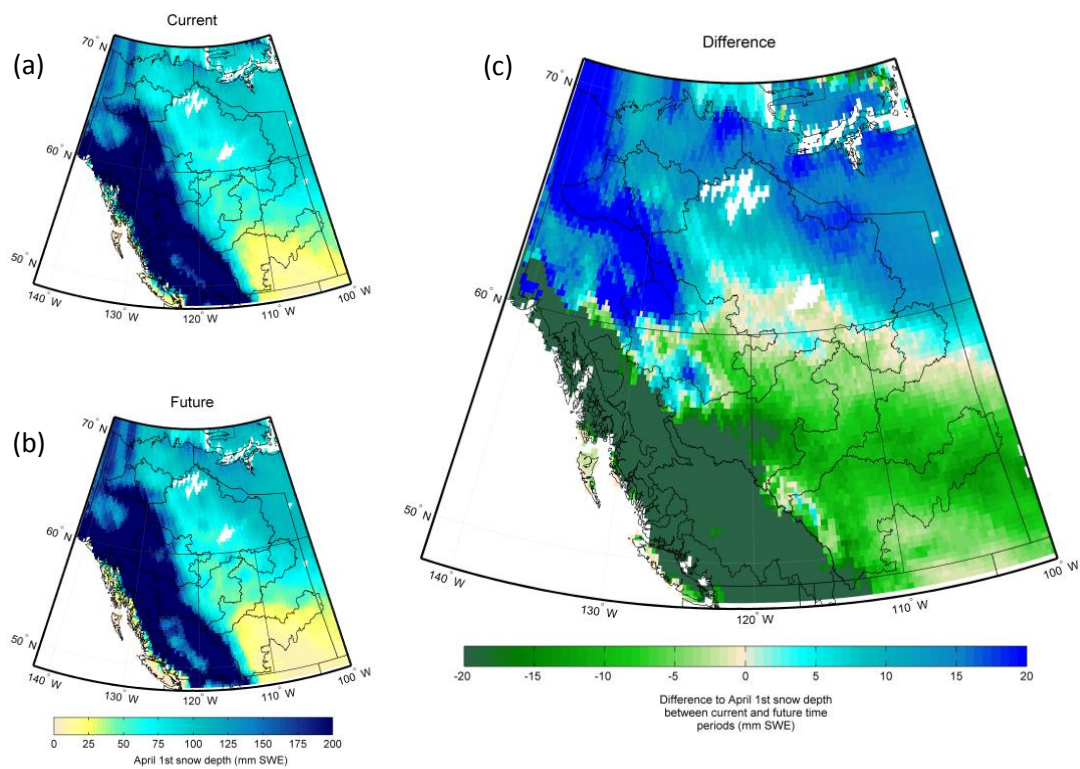 Current
(a)
70° N
60° N
50° N
140° W
130° W
120° W
110° W
100° W
Future
(b)
70° N
60° N
50° N
140° W
130° W
120° W
110° W
100° W
0 25 50 75 100 125 150 175 200
April 1st snow depth (mm SWE)
Difference
(c)
70° N
60° N
50° N
140° W
130° W
120° W
110° W
100° W
-20 -15 -10 -5 0 5 10 15 20
Difference to April 1st snow depth
between current and future time
periods (mm SWE)